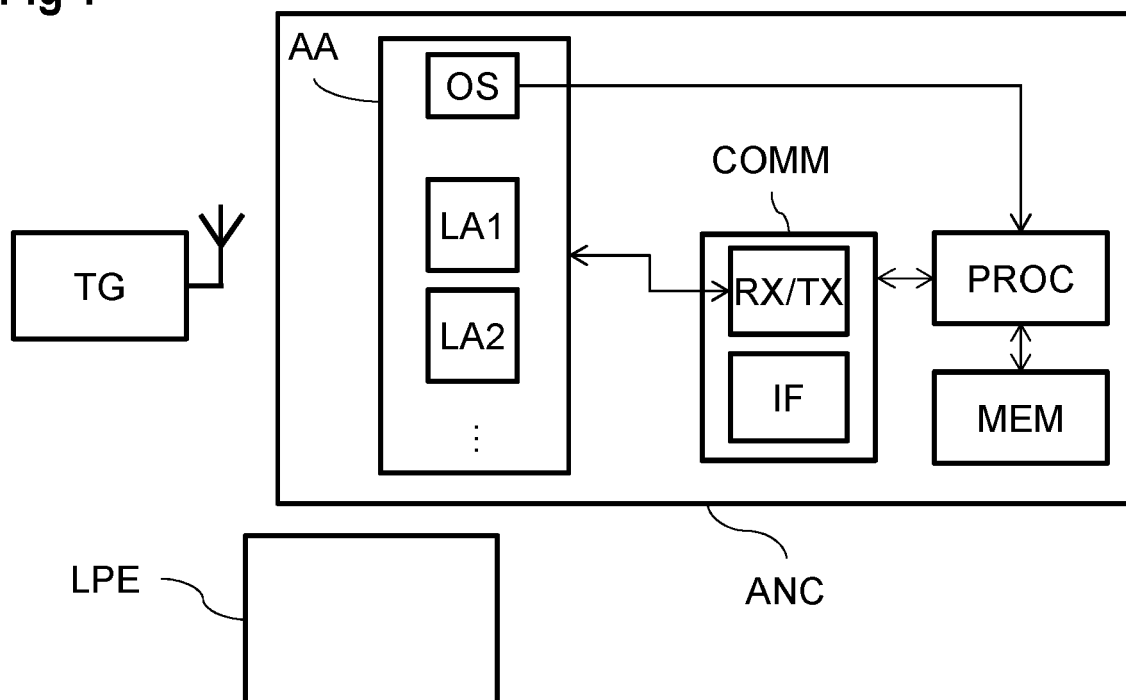 AA
OS
COMM
LA1
TG
RX/TX
PROC
LA2
IF
MEM
⋮
LPE
ANC